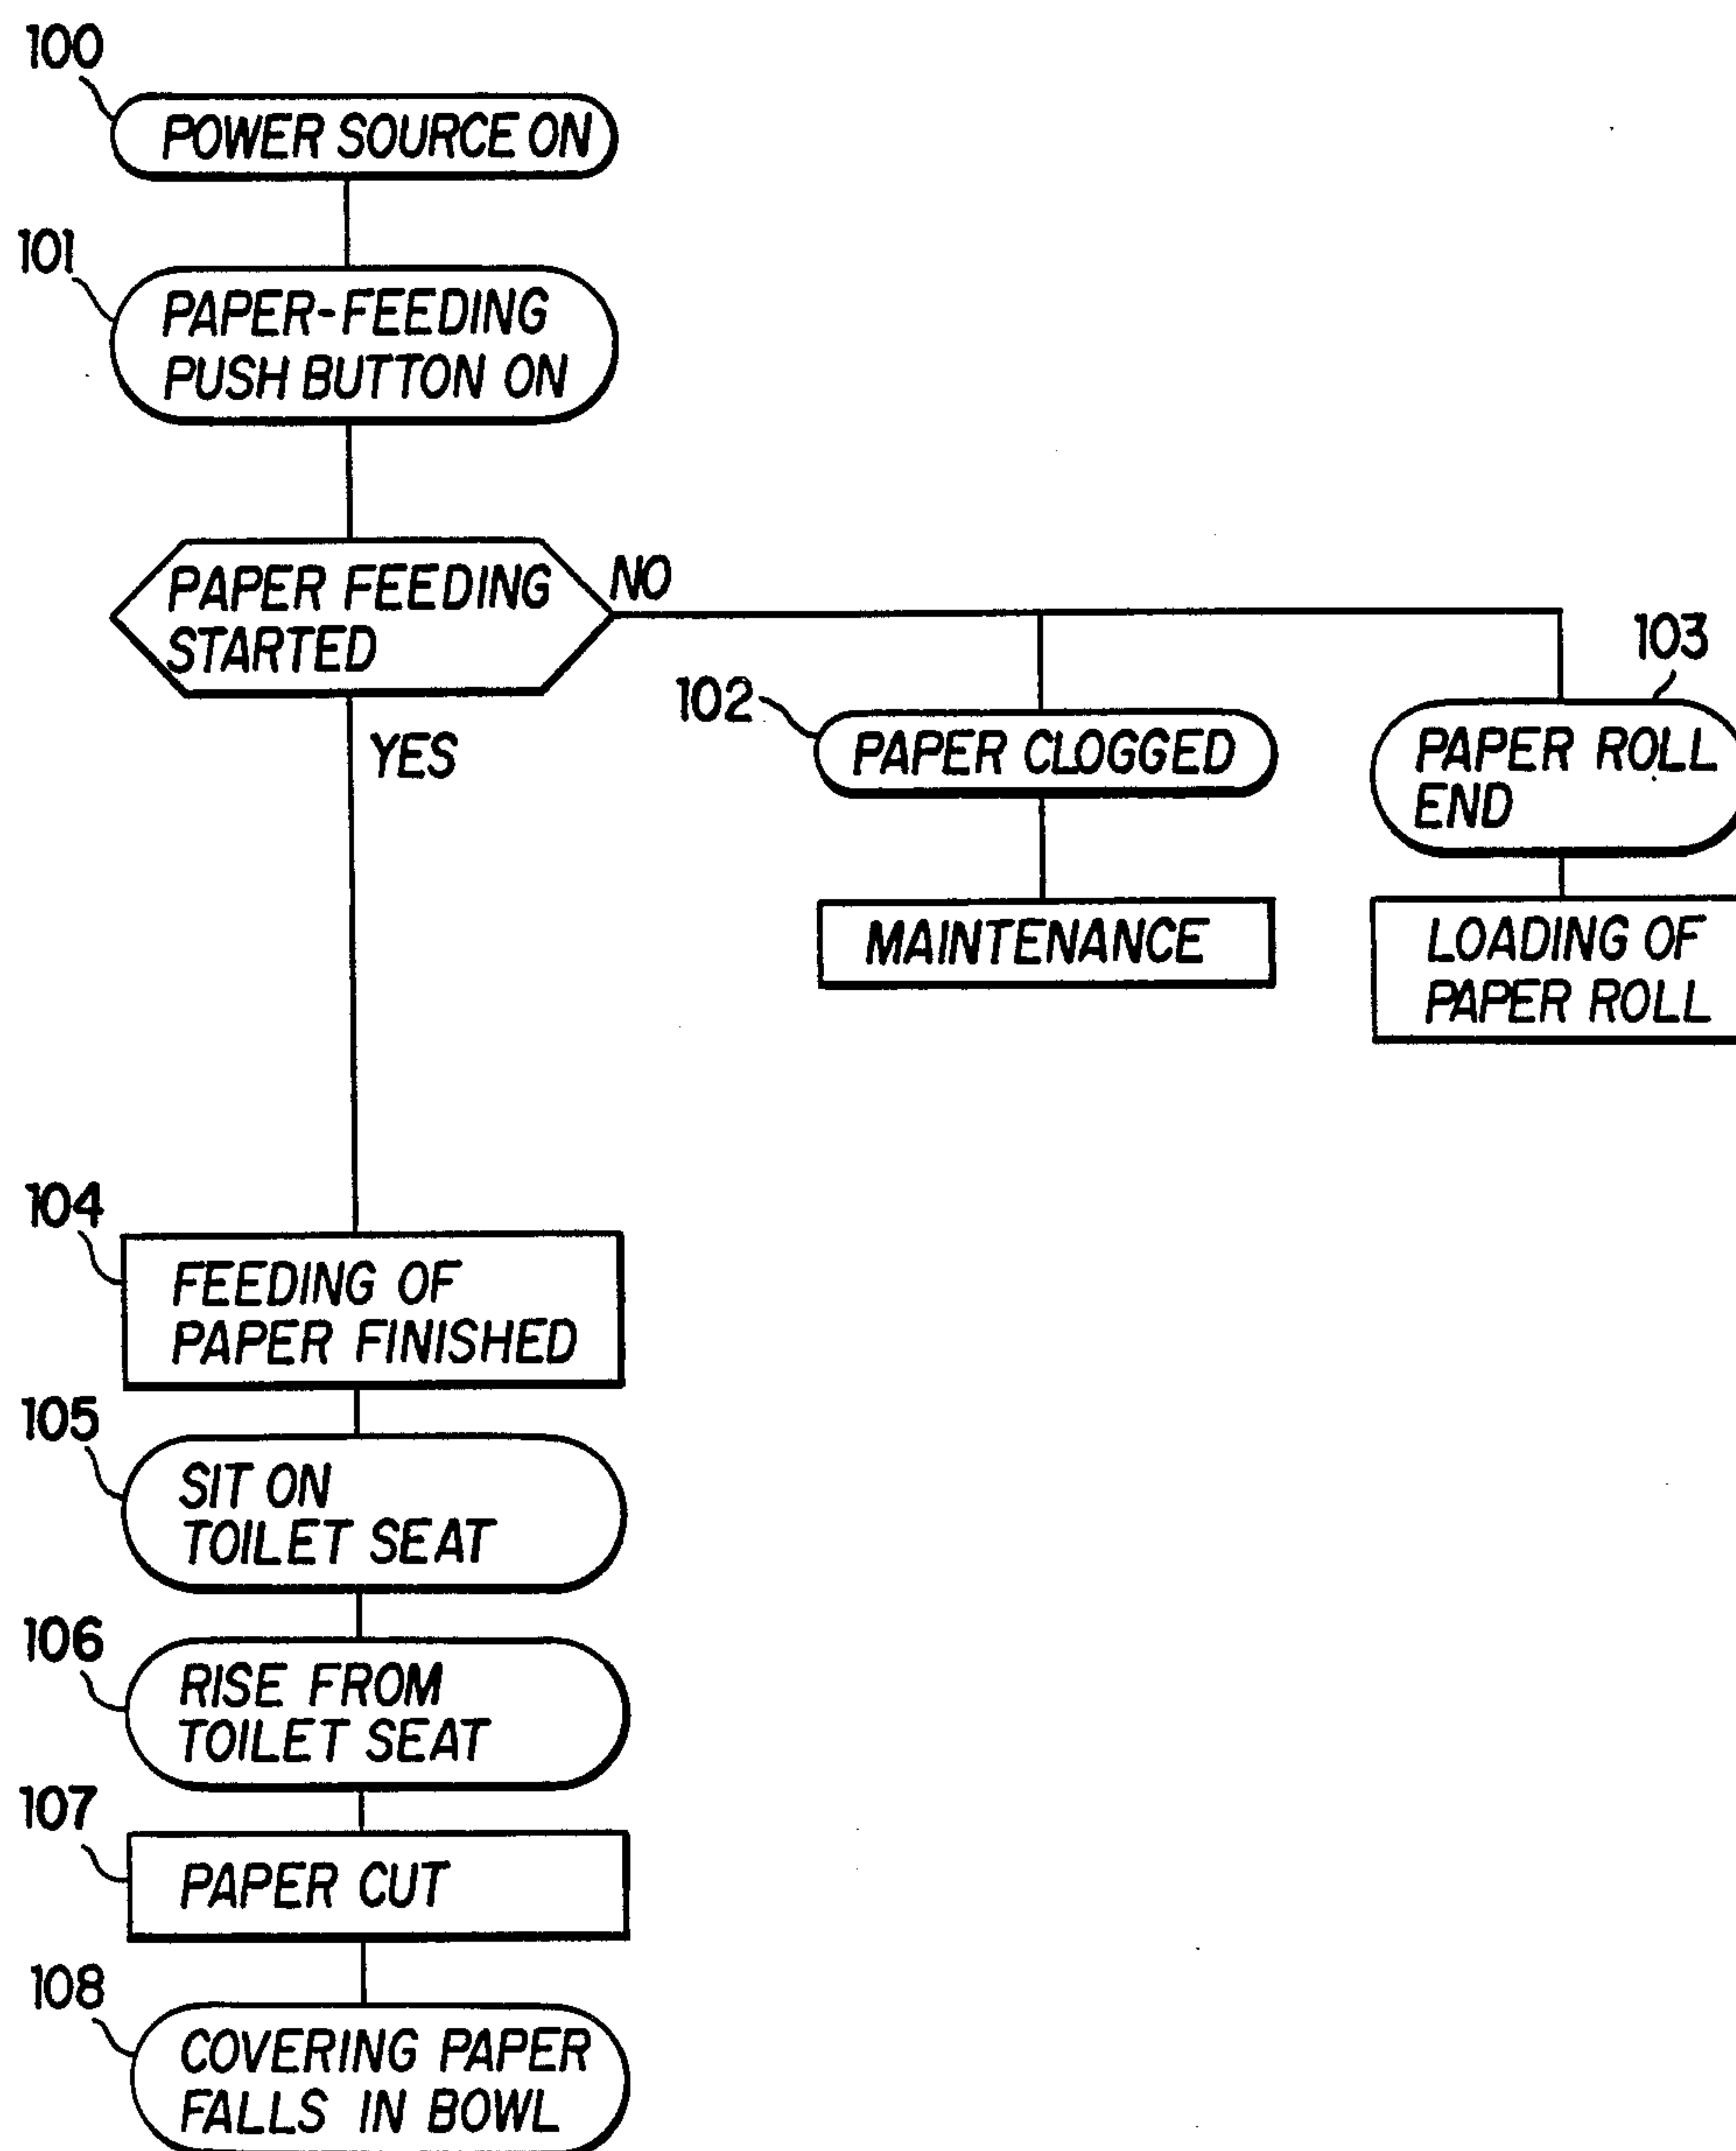 100
POWER SOURCE ON
101
PAPER-FEEDING
PUSH BUTTON ON
PAPER FEEDING
STARTED
NO
YES
102
PAPER CLOGGED
MAINTENANCE
103
PAPER ROLL
END
LOADING OF
PAPER ROLL
104
FEEDING OF
PAPER FINISHED
105
SIT ON
TOILET SEAT
106
RISE FROM
TOILET SEAT
107
PAPER CUT
108
COVERING PAPER
FALLS IN BOWL